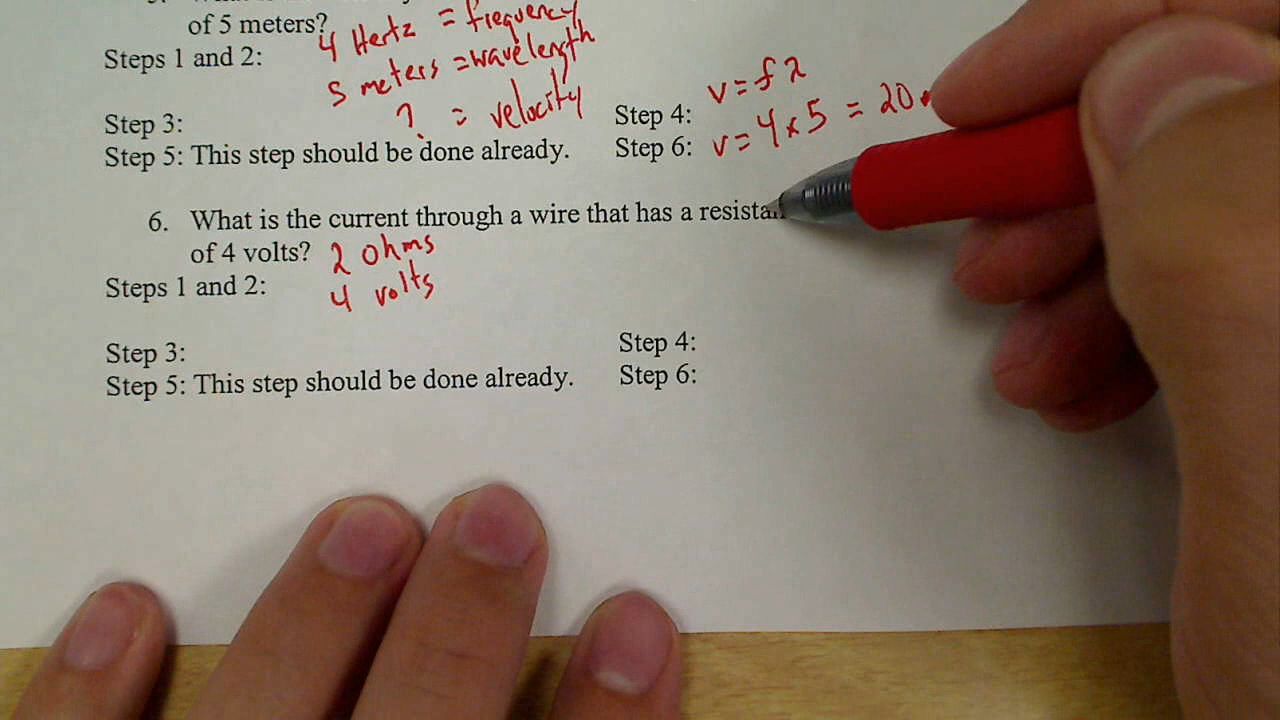 of 5 meters?
4 Hertz = frequency
Steps 1 and 2:
5 meters = wavelength
? = velocity
v = f λ
Step 3:
Step 4:
v = 4 x 5 = 20
Step 5: This step should be done already.
Step 6:
6. What is the current through a wire that has a
of 4 volts?
2 ohms
Steps 1 and 2:
4 volts
Step 3:
Step 4:
Step 5: This step should be done already.
Step 6: